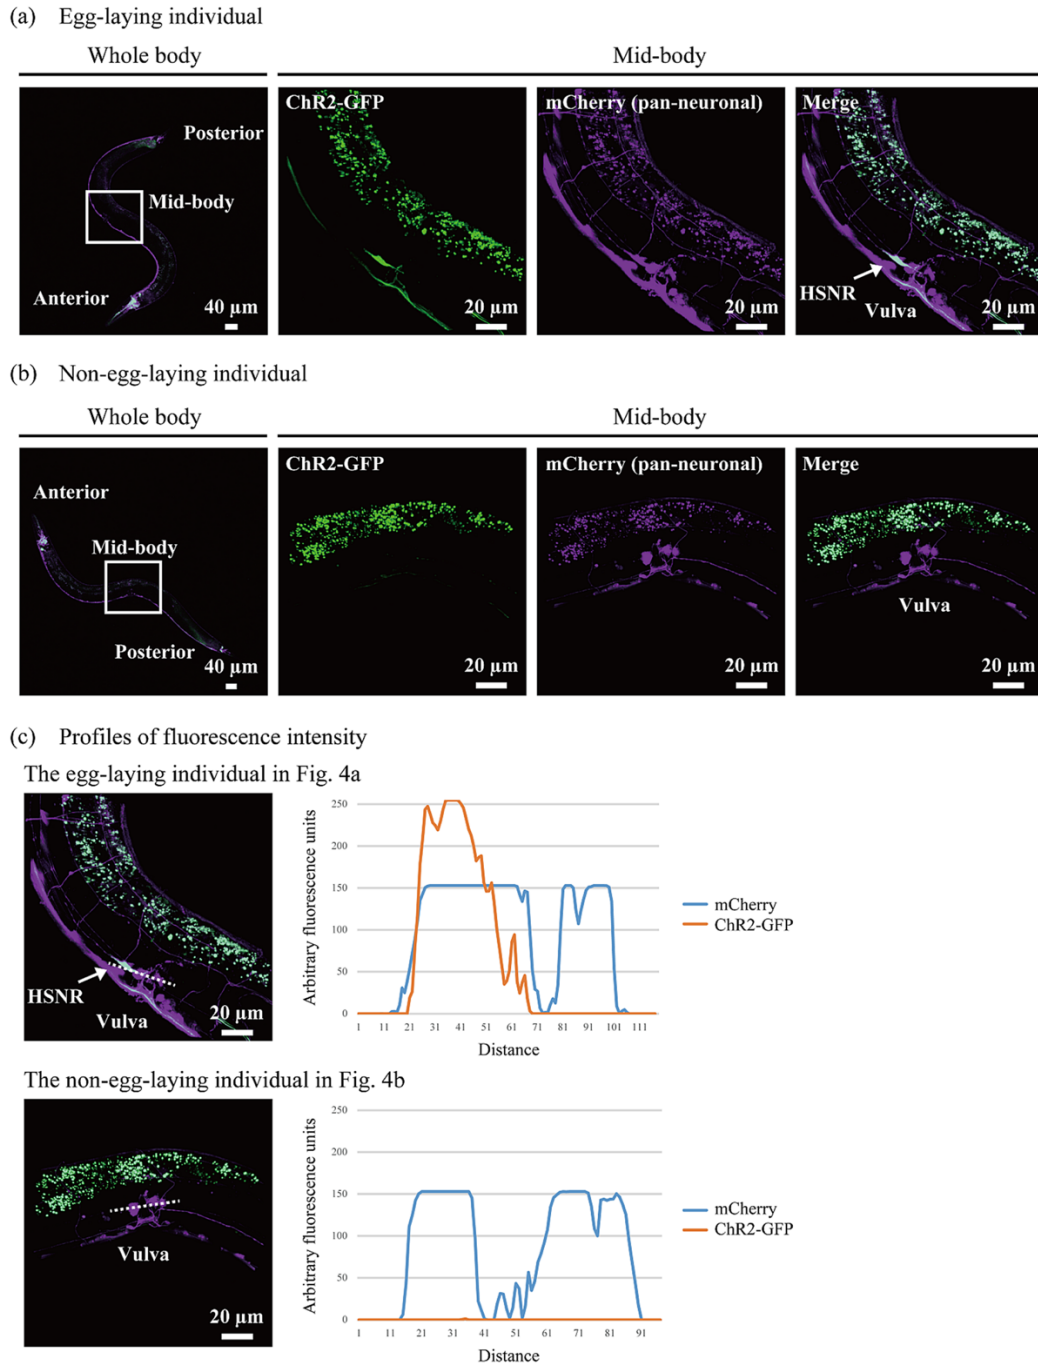 (a) Egg-laying individual
Whole body
Mid-body
Posterior
Mid-body
Anterior
40 µm
ChR2-GFP
20 µm
mCherry (pan-neuronal)
20 µm
Merge
HSNR
Vulva
20 µm
(b) Non-egg-laying individual
Whole body
Mid-body
Anterior
Mid-body
Posterior
40 µm
ChR2-GFP
20 µm
mCherry (pan-neuronal)
20 µm
Merge
Vulva
20 µm
(c) Profiles of fluorescence intensity
The egg-laying individual in Fig. 4a
HSNR
Vulva
20 µm
Arbitrary fluorescence units
250
200
150
100
50
0
1 11 21 31 41 51 61 71 81 91 101 111
Distance
mCherry
ChR2-GFP
The non-egg-laying individual in Fig. 4b
Vulva
20 µm
Arbitrary fluorescence units
250
200
150
100
50
0
1 11 21 31 41 51 61 71 81 91
Distance
mCherry
ChR2-GFP